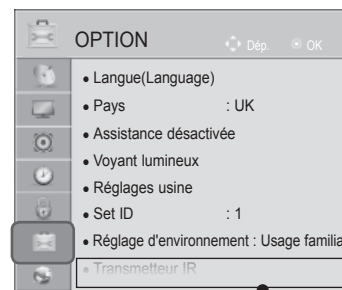 OPTION
Dép. OK
• Langue(Language)
• Pays : UK
• Assistance désactivée
• Voyant lumineux
• Réglages usine
• Set ID : 1
• Réglage d'environnement : Usage familia
• Transmetteur IR